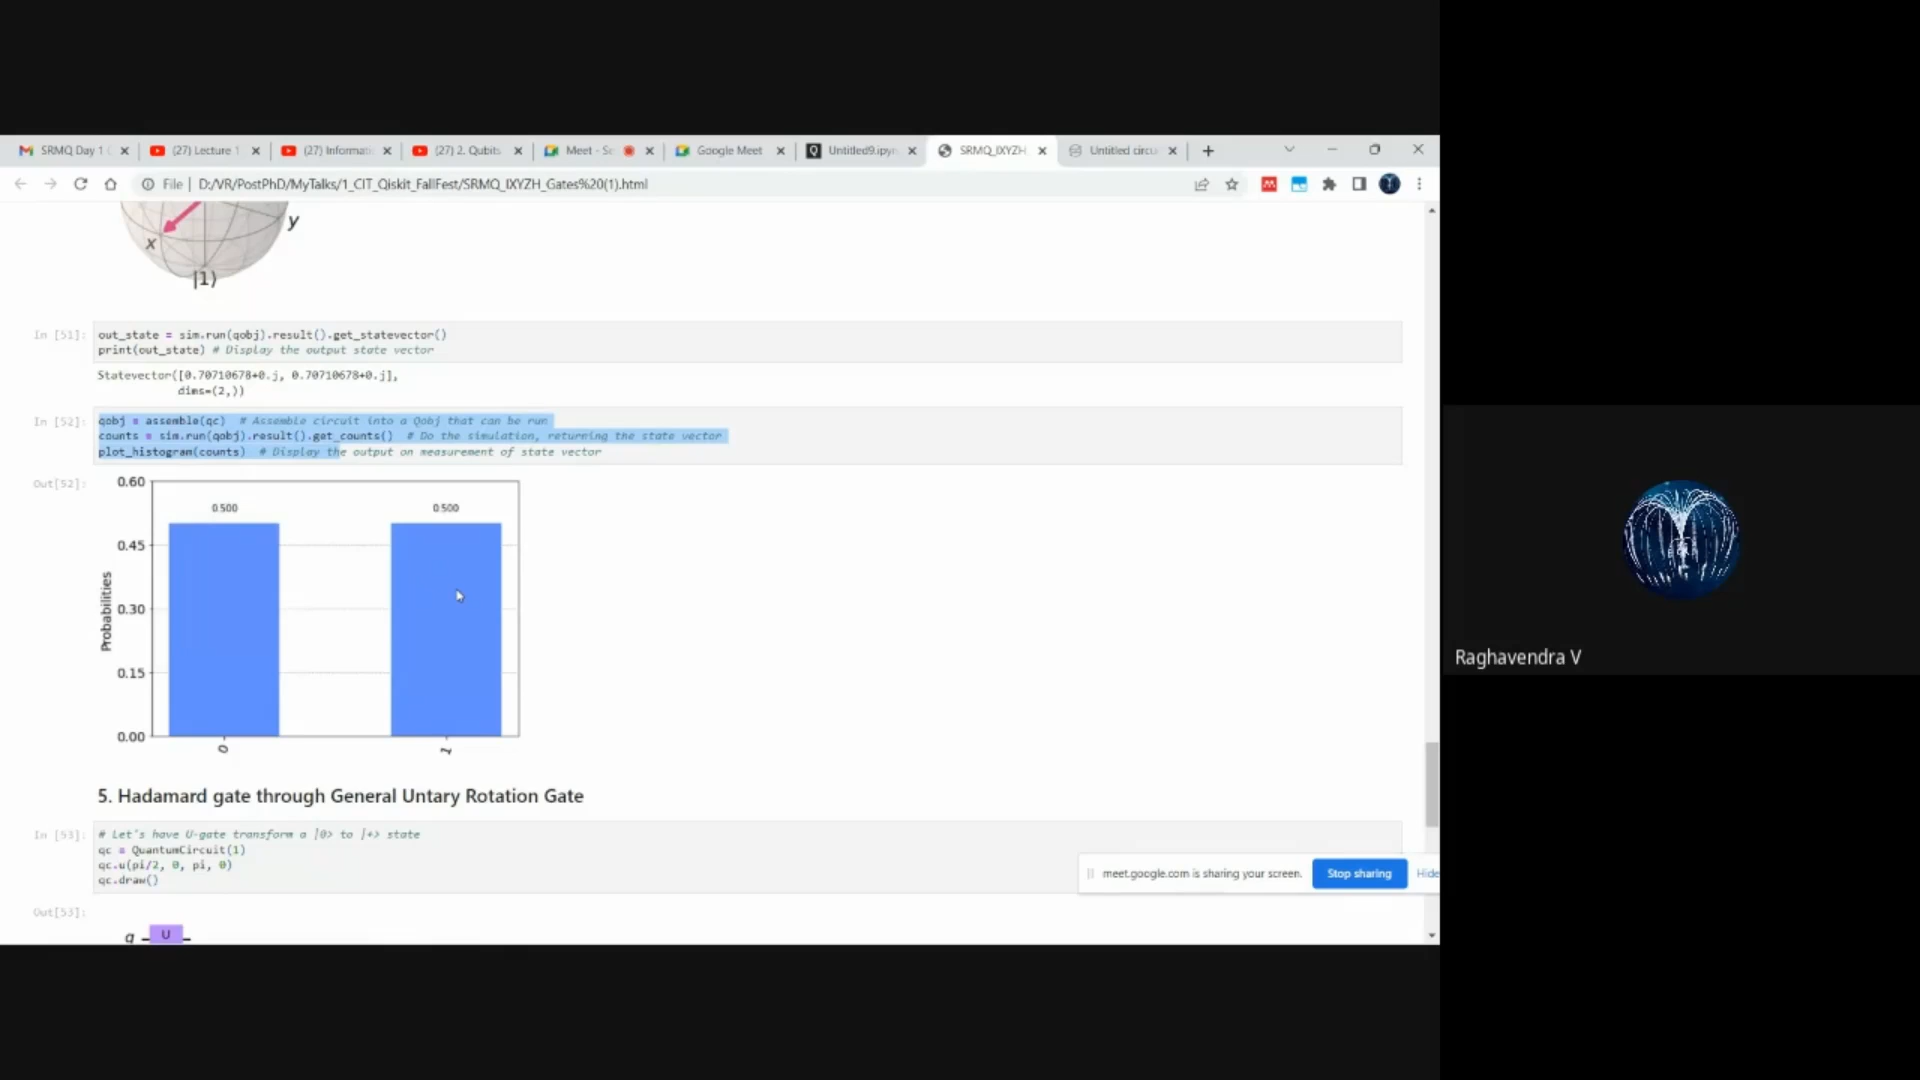 SRMQ Day 1
(27) Lecture 1
(27) Informati
(27) 2. Qubits
Meet - Se
Google Meet
Untitled9.ipyn
SRMQ_IXYZH
Untitled circu
File | D:/VR/PostPhD/MyTalks/1_CIT_Qiskit_FallFest/SRMQ_IXYZH_Gates%20(1).html
y
x
|1⟩
In [51]:
out_state = sim.run(qobj).result().get_statevector()
print(out_state) # Display the output state vector
Statevector([0.70710678+0.j, 0.70710678+0.j],
dims=(2,))
In [52]:
qobj = assemble(qc) # Assemble circuit into a Qobj that can be run
counts = sim.run(qobj).result().get_counts() # Do the simulation, returning the state vector
plot_histogram(counts) # Display the output on measurement of state vector
Out[52]:
0.60
0.45
0.30
0.15
0.00
Probabilities
0.500
0.500
0
1
5. Hadamard gate through General Untary Rotation Gate
In [53]:
# Let's have U-gate transform a |0> to |+> state
qc = QuantumCircuit(1)
qc.u(pi/2, 0, pi, 0)
qc.draw()
Out[53]:
q
U
meet.google.com is sharing your screen.
Stop sharing
Hide
Raghavendra V